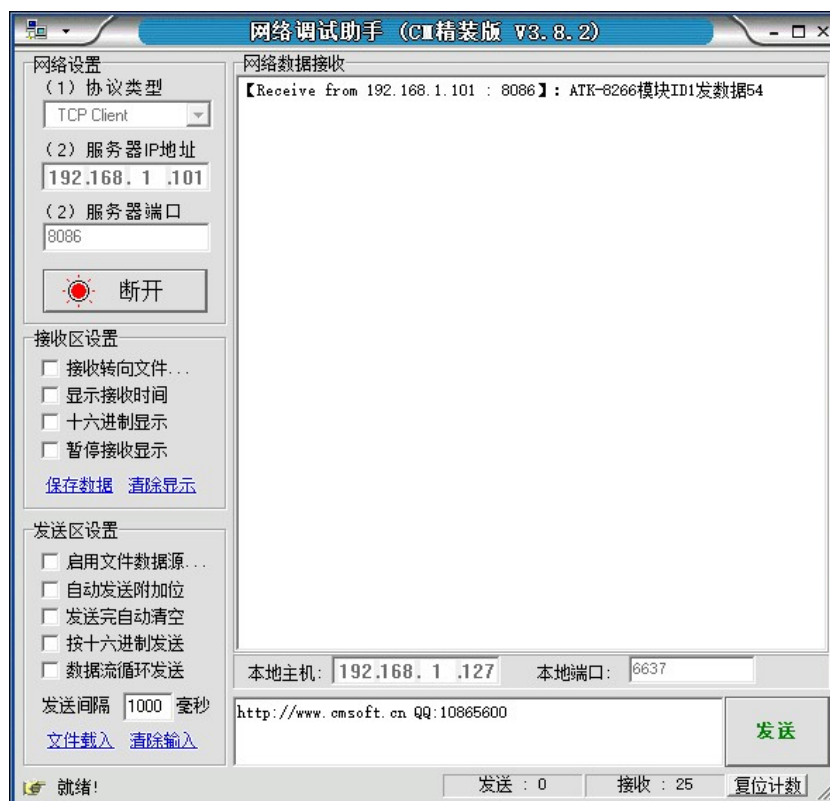 网络调试助手 (CⅢ精装版 V3.8.2)
网络设置
(1) 协议类型
TCP Client
(2) 服务器IP地址
192.168. 1 .101
(2) 服务器端口
8086
断开
接收区设置
接收转向文件...
显示接收时间
十六进制显示
暂停接收显示
保存数据 清除显示
发送区设置
启用文件数据源...
自动发送附加位
发送完自动清空
按十六进制发送
数据流循环发送
发送间隔 1000 毫秒
文件载入 清除输入
网络数据接收
【Receive from 192.168.1.101 : 8086】: ATK-8266模块ID1发数据54
本地主机: 192.168. 1 .127 本地端口: 6637
http://www.cmsoft.cn QQ:10865600
发送
就绪!
发送 : 0
接收 : 25
复位计数